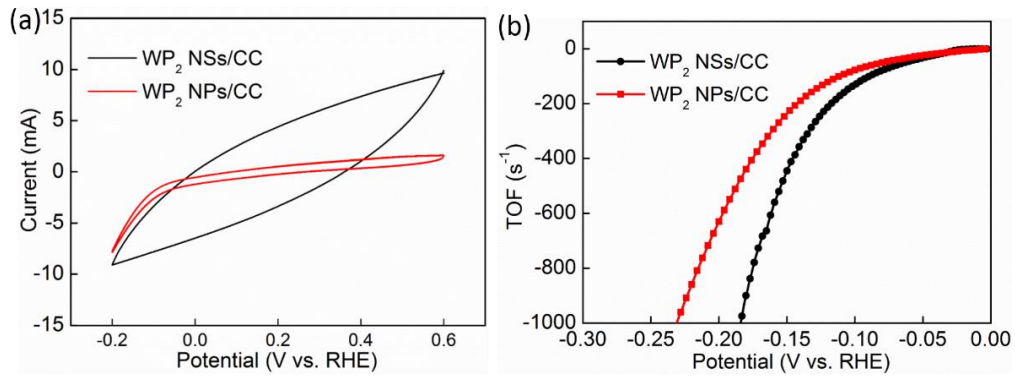 (a)
15
10
5
0
-5
-10
-15
Current (mA)
WP₂ NSs/CC
WP₂ NPs/CC
-0.2 0.0 0.2 0.4 0.6
Potential (V vs. RHE)
(b)
0
-200
-400
-600
-800
-1000
TOF (s⁻¹)
WP₂ NSs/CC
WP₂ NPs/CC
-0.30 -0.25 -0.20 -0.15 -0.10 -0.05 0.00
Potential (V vs. RHE)